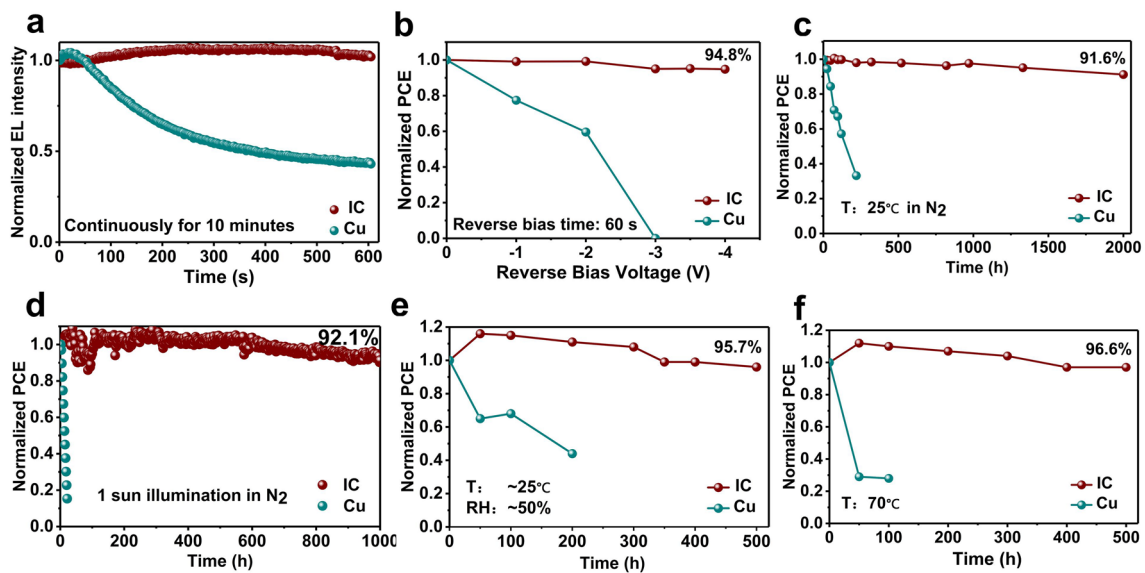 a
Normalized EL intensity
1.0
0.5
0.0
0 100 200 300 400 500 600
Time (s)
Continuously for 10 minutes
IC
Cu
b
Normalized PCE
1.0
0.8
0.6
0.4
0.2
0.0
0 -1 -2 -3 -4
Reverse Bias Voltage (V)
94.8%
IC
Cu
Reverse bias time: 60 s
c
Normalized PCE
1.0
0.8
0.6
0.4
0.2
0.0
0 500 1000 1500 2000
Time (h)
91.6%
IC
T: 25℃ in N2
Cu
d
Normalized PCE
1.0
0.8
0.6
0.4
0.2
0.0
0 200 400 600 800 1000
Time (h)
92.1%
IC
1 sun illumination in N2
Cu
e
Normalized PCE
1.2
1.0
0.8
0.6
0.4
0.2
0.0
0 100 200 300 400 500
Time (h)
95.7%
T: ~25℃
IC
RH: ~50%
Cu
f
Normalized PCE
1.2
1.0
0.8
0.6
0.4
0.2
0.0
0 100 200 300 400 500
Time (h)
96.6%
IC
T: 70℃
Cu